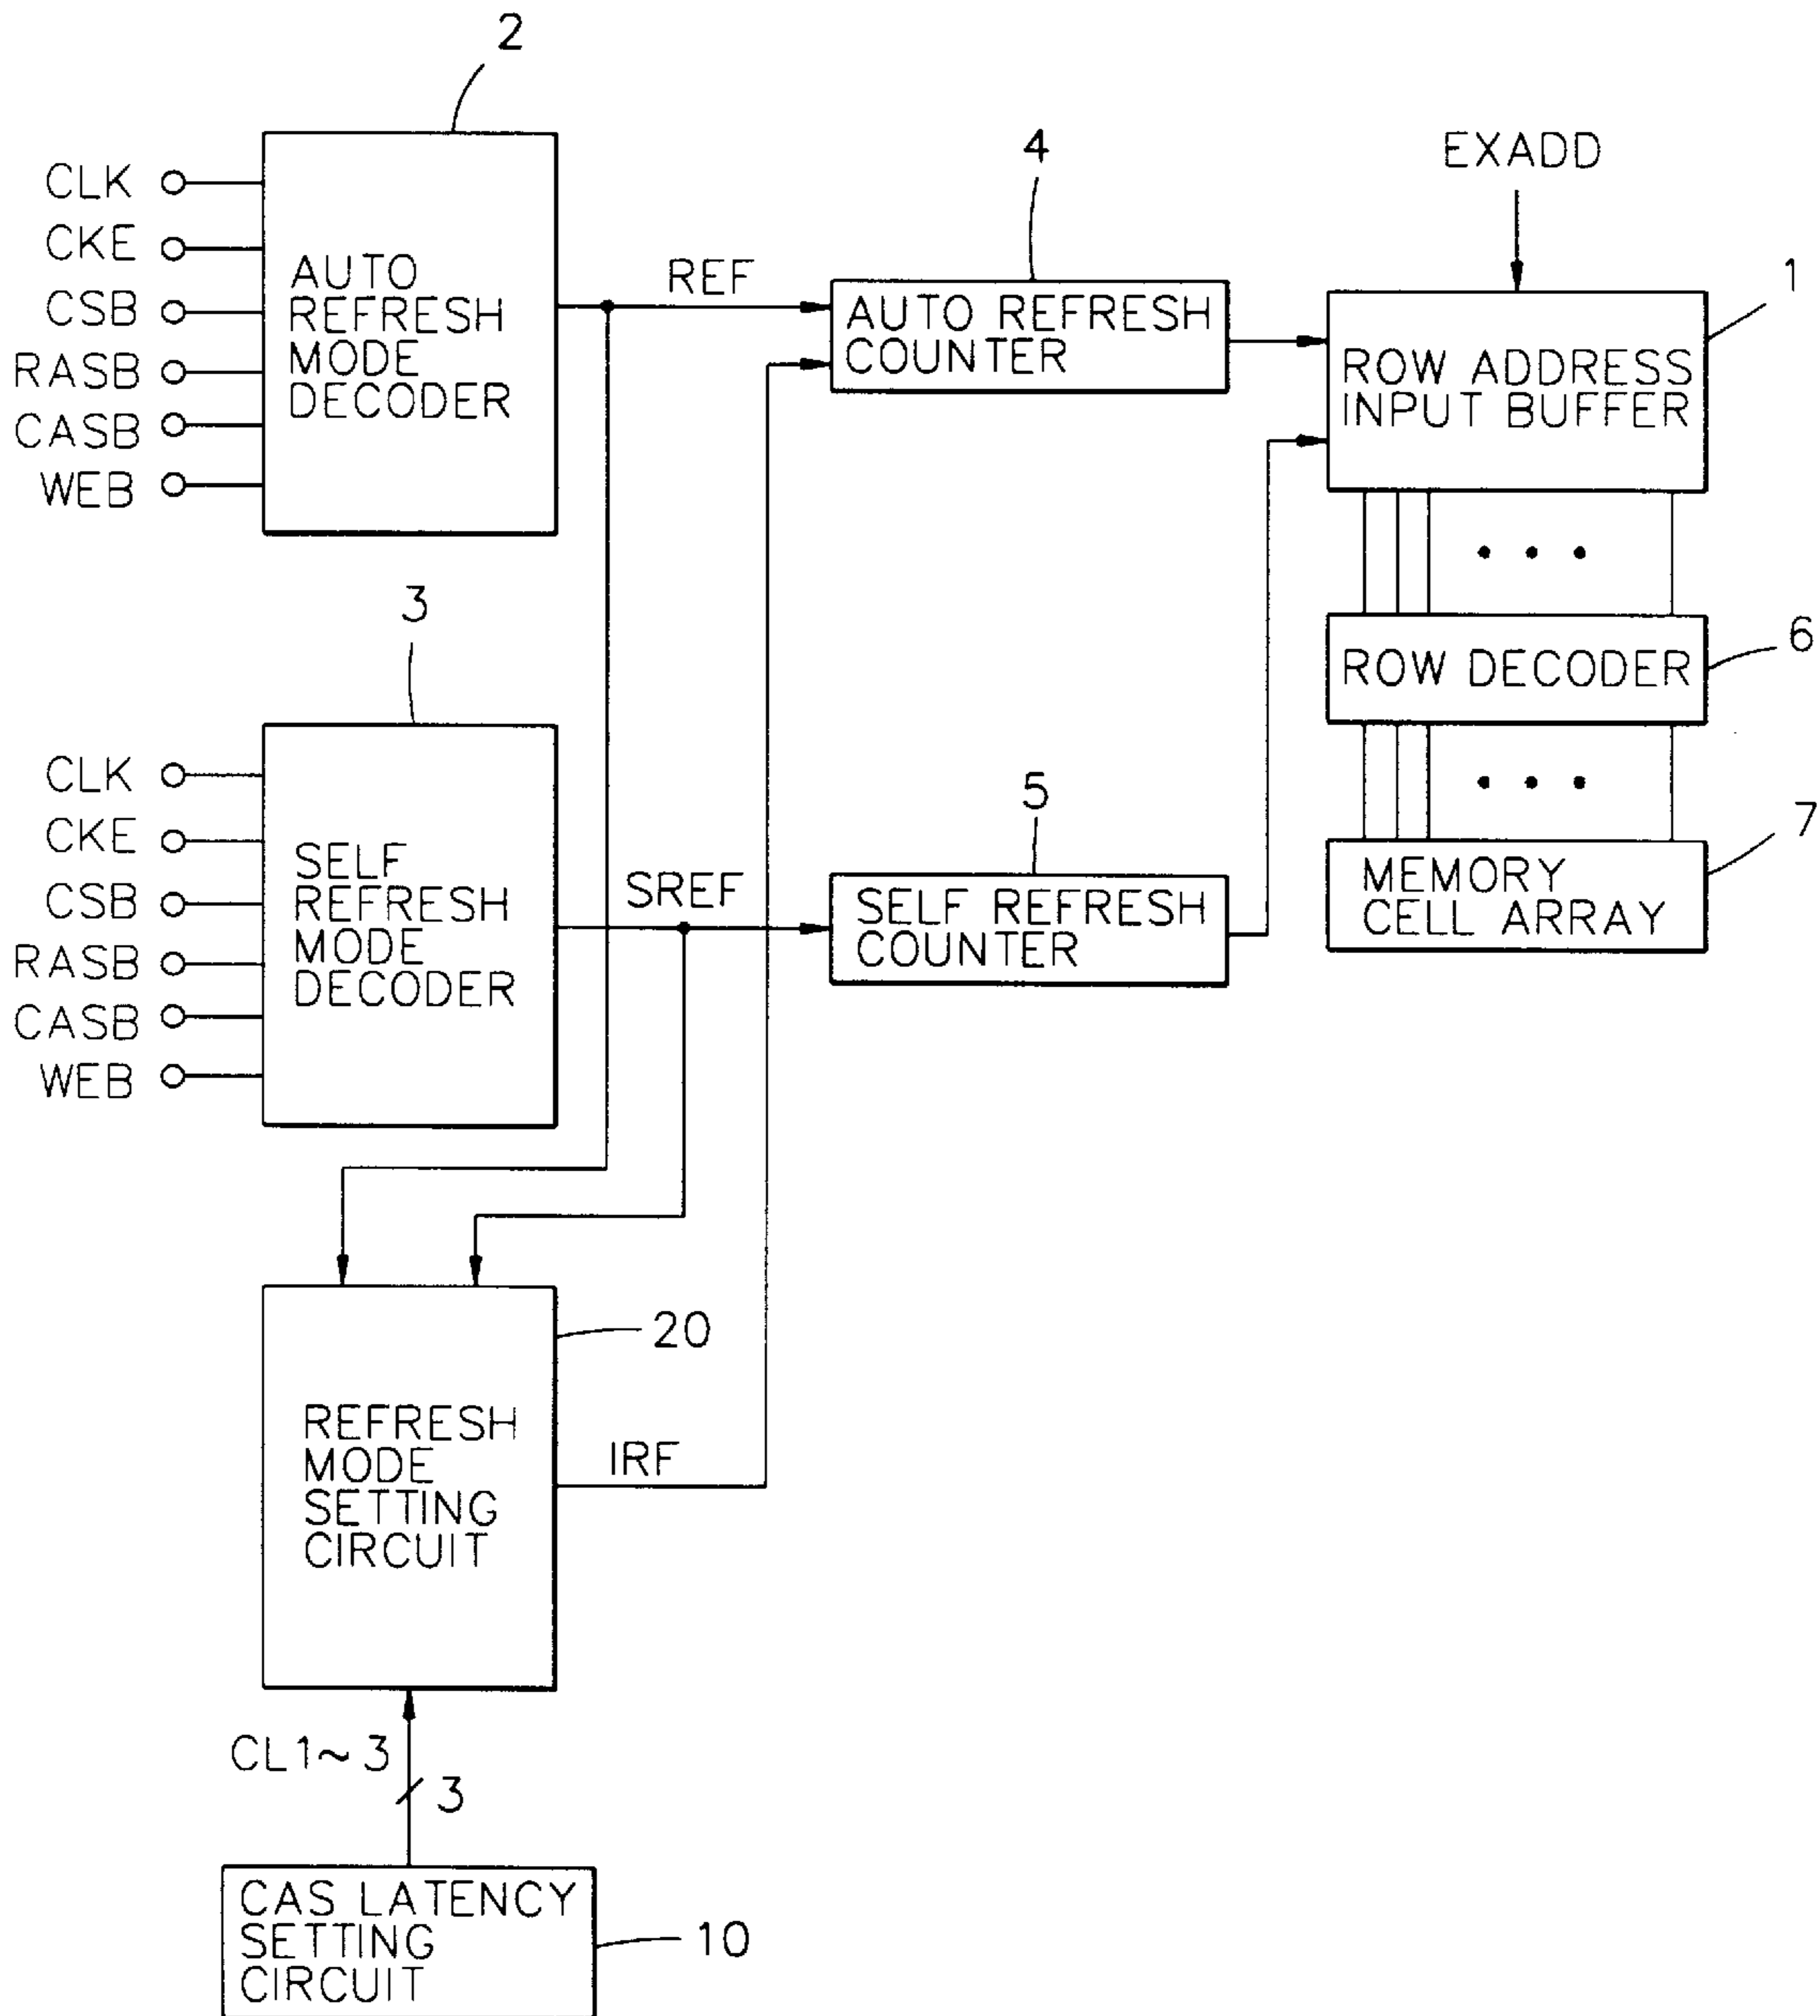 2
CLK
CKE
CSB
RASB
CASB
WEB
AUTO
REFRESH
MODE
DECODER
REF
4
AUTO REFRESH
COUNTER
EXADD
1
ROW ADDRESS
INPUT BUFFER
• • •
ROW DECODER
6
• • •
MEMORY
CELL ARRAY
7
3
CLK
CKE
CSB
RASB
CASB
WEB
SELF
REFRESH
MODE
DECODER
SREF
5
SELF REFRESH
COUNTER
20
REFRESH
MODE
SETTING
CIRCUIT
IRF
CL1~3
3
CAS LATENCY
SETTING
CIRCUIT
10